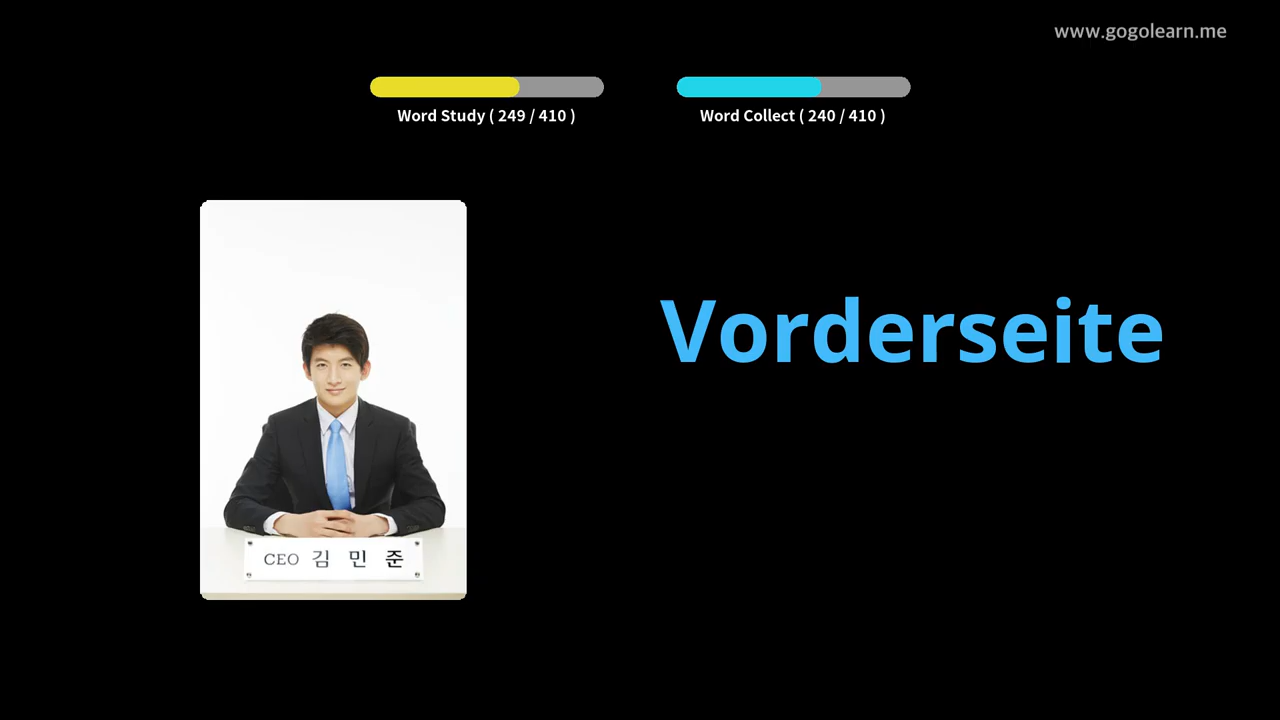 www.gogolearn.me
Word Study ( 249 / 410 )
Word Collect ( 240 / 410 )
Vorderseite
CEO 김 민 준